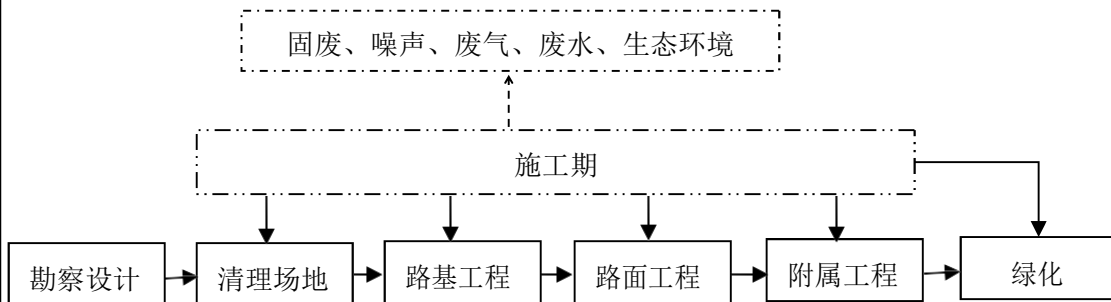 固废、噪声、废气、废水、生态环境
施工期
勘察设计
清理场地
路基工程
路面工程
附属工程
绿化